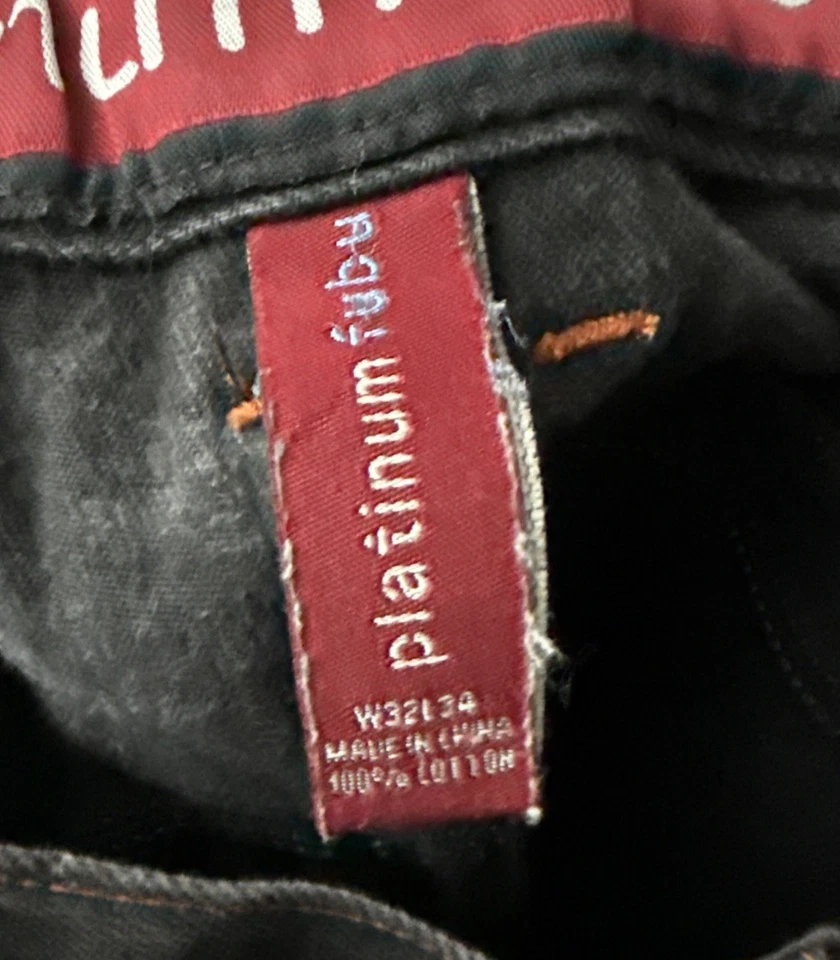 platinum fubu
W32L34
MADE IN CHINA
100% COTTON